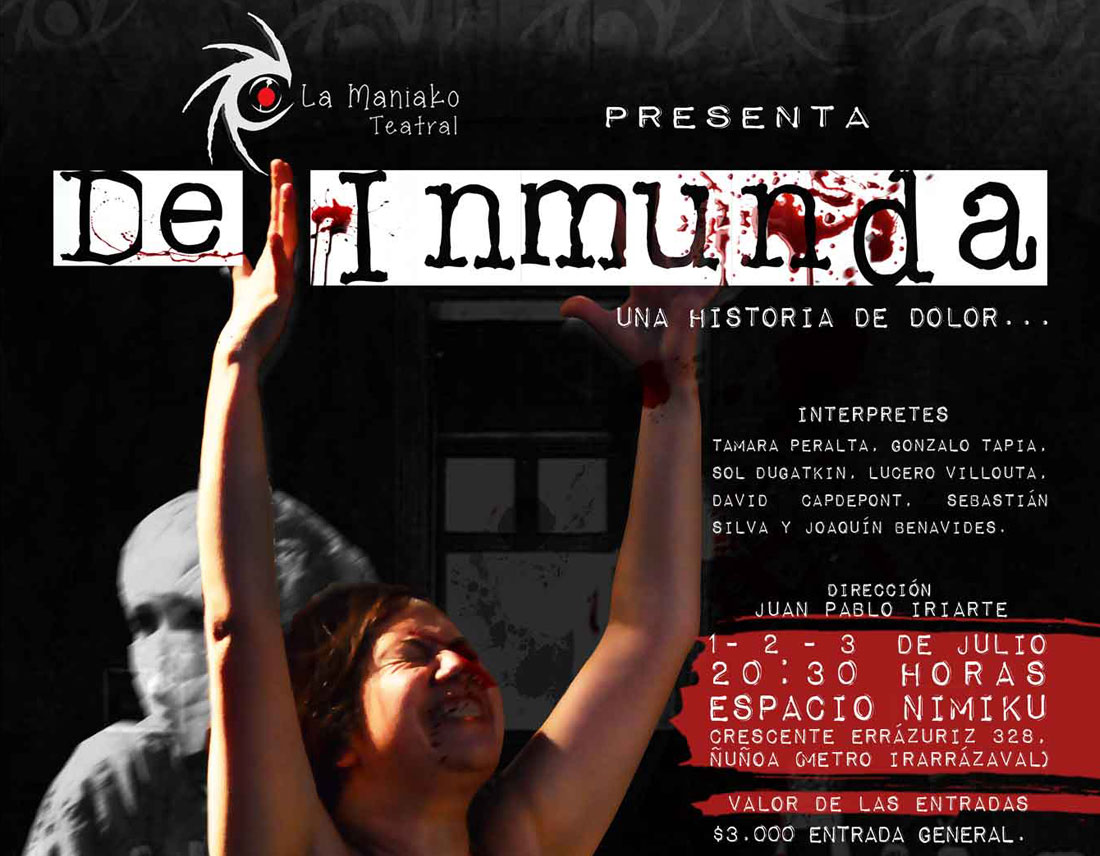 La Maniako
Teatral
PRESENTA
De Inmunda
UNA HISTORIA DE DOLOR...
INTERPRETES
TAMARA PERALTA, GONZALO TAPIA,
SOL DUGATKIN, LUCERO VILLOUTA,
DAVID CAPDEPONT, SEBASTIÁN
SILVA Y JOAQUÍN BENAVIDES.
DIRECCIÓN
JUAN PABLO IRIARTE
1- 2 - 3 DE JULIO
20:30 HORAS
ESPACIO NIMIKU
CRESCENTE ERRÁZURIZ 328,
ÑUÑOA (METRO IRARRÁZAVAL)
VALOR DE LAS ENTRADAS
$3.000 ENTRADA GENERAL.